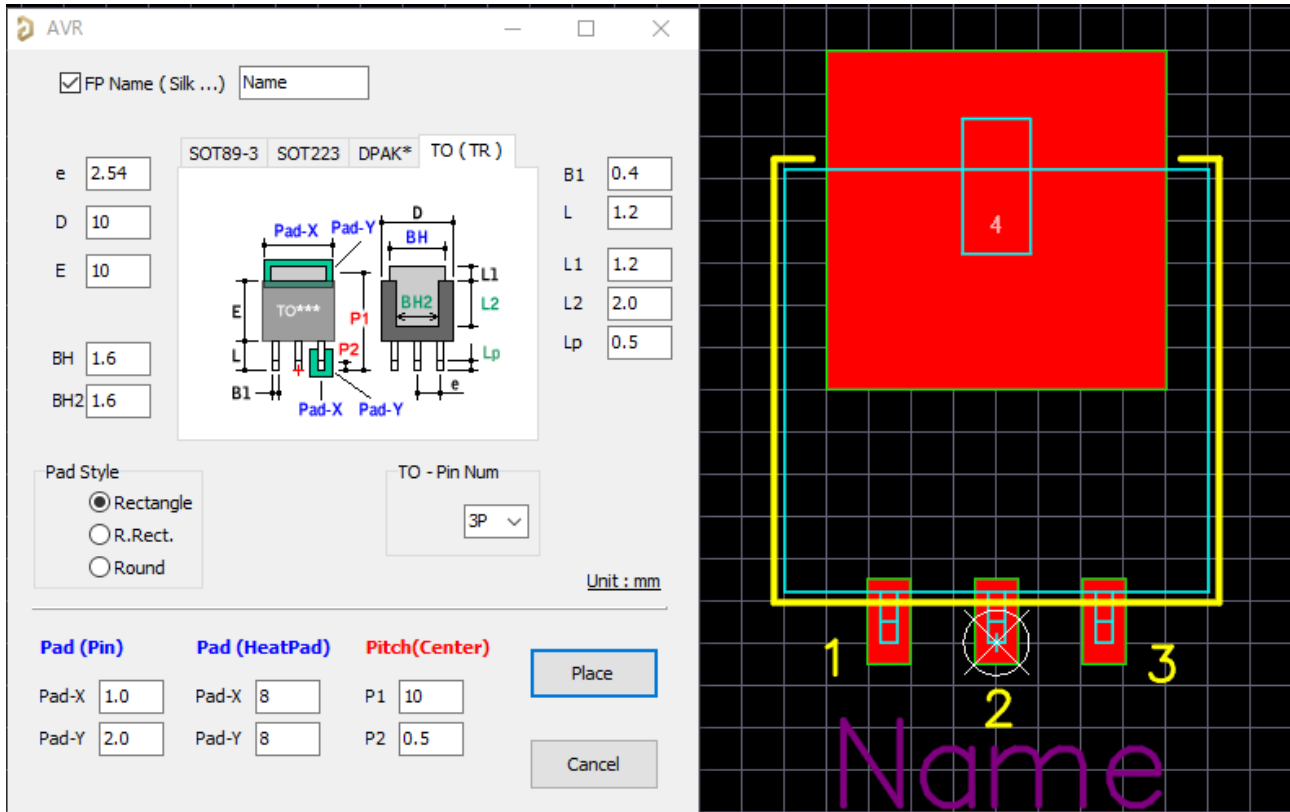 AVR
FP Name ( Silk ...) Name
SOT89-3 SOT223 DPAK* TO ( TR )
e 2.54
D 10
E 10
BH 1.6
BH2 1.6
Pad-X Pad-Y D
BH
L1
E TO*** P1 BH2 L2
L P2 Lp
B1 e
Pad-X Pad-Y
B1 0.4
L 1.2
L1 1.2
L2 2.0
Lp 0.5
Pad Style
Rectangle
R.Rect.
Round
TO - Pin Num
3P
Unit : mm
Pad (Pin) Pad (HeatPad) Pitch(Center)
Pad-X 1.0 Pad-X 8 P1 10
Pad-Y 2.0 Pad-Y 8 P2 0.5
Place
Cancel
4
1 2 3
Name